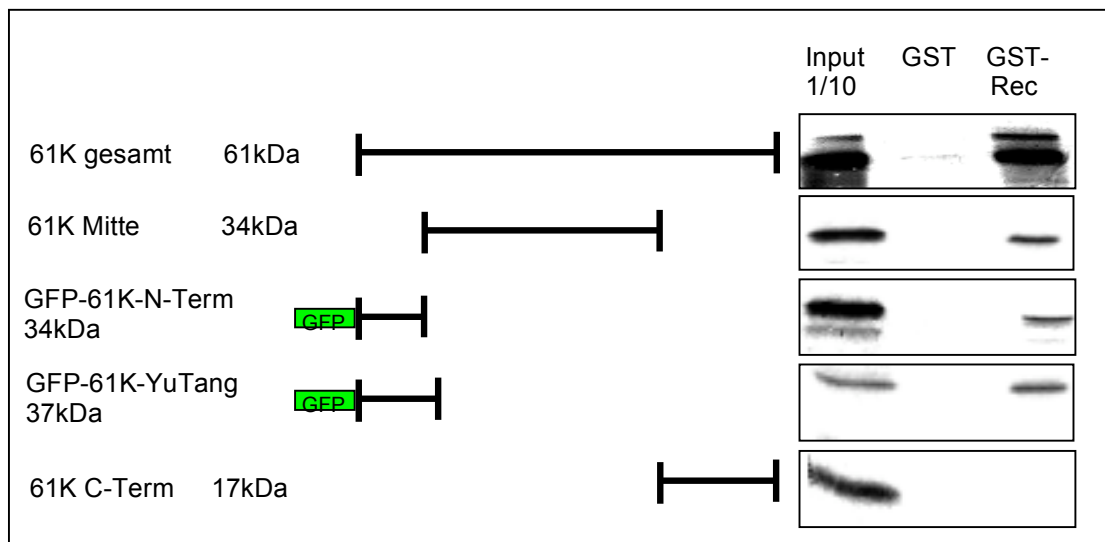 Input GST GST-
1/10 Rec
61K gesamt 61kDa
61K Mitte 34kDa
GFP-61K-N-Term
34kDa
GFP
GFP-61K-YuTang
37kDa
GFP
61K C-Term 17kDa